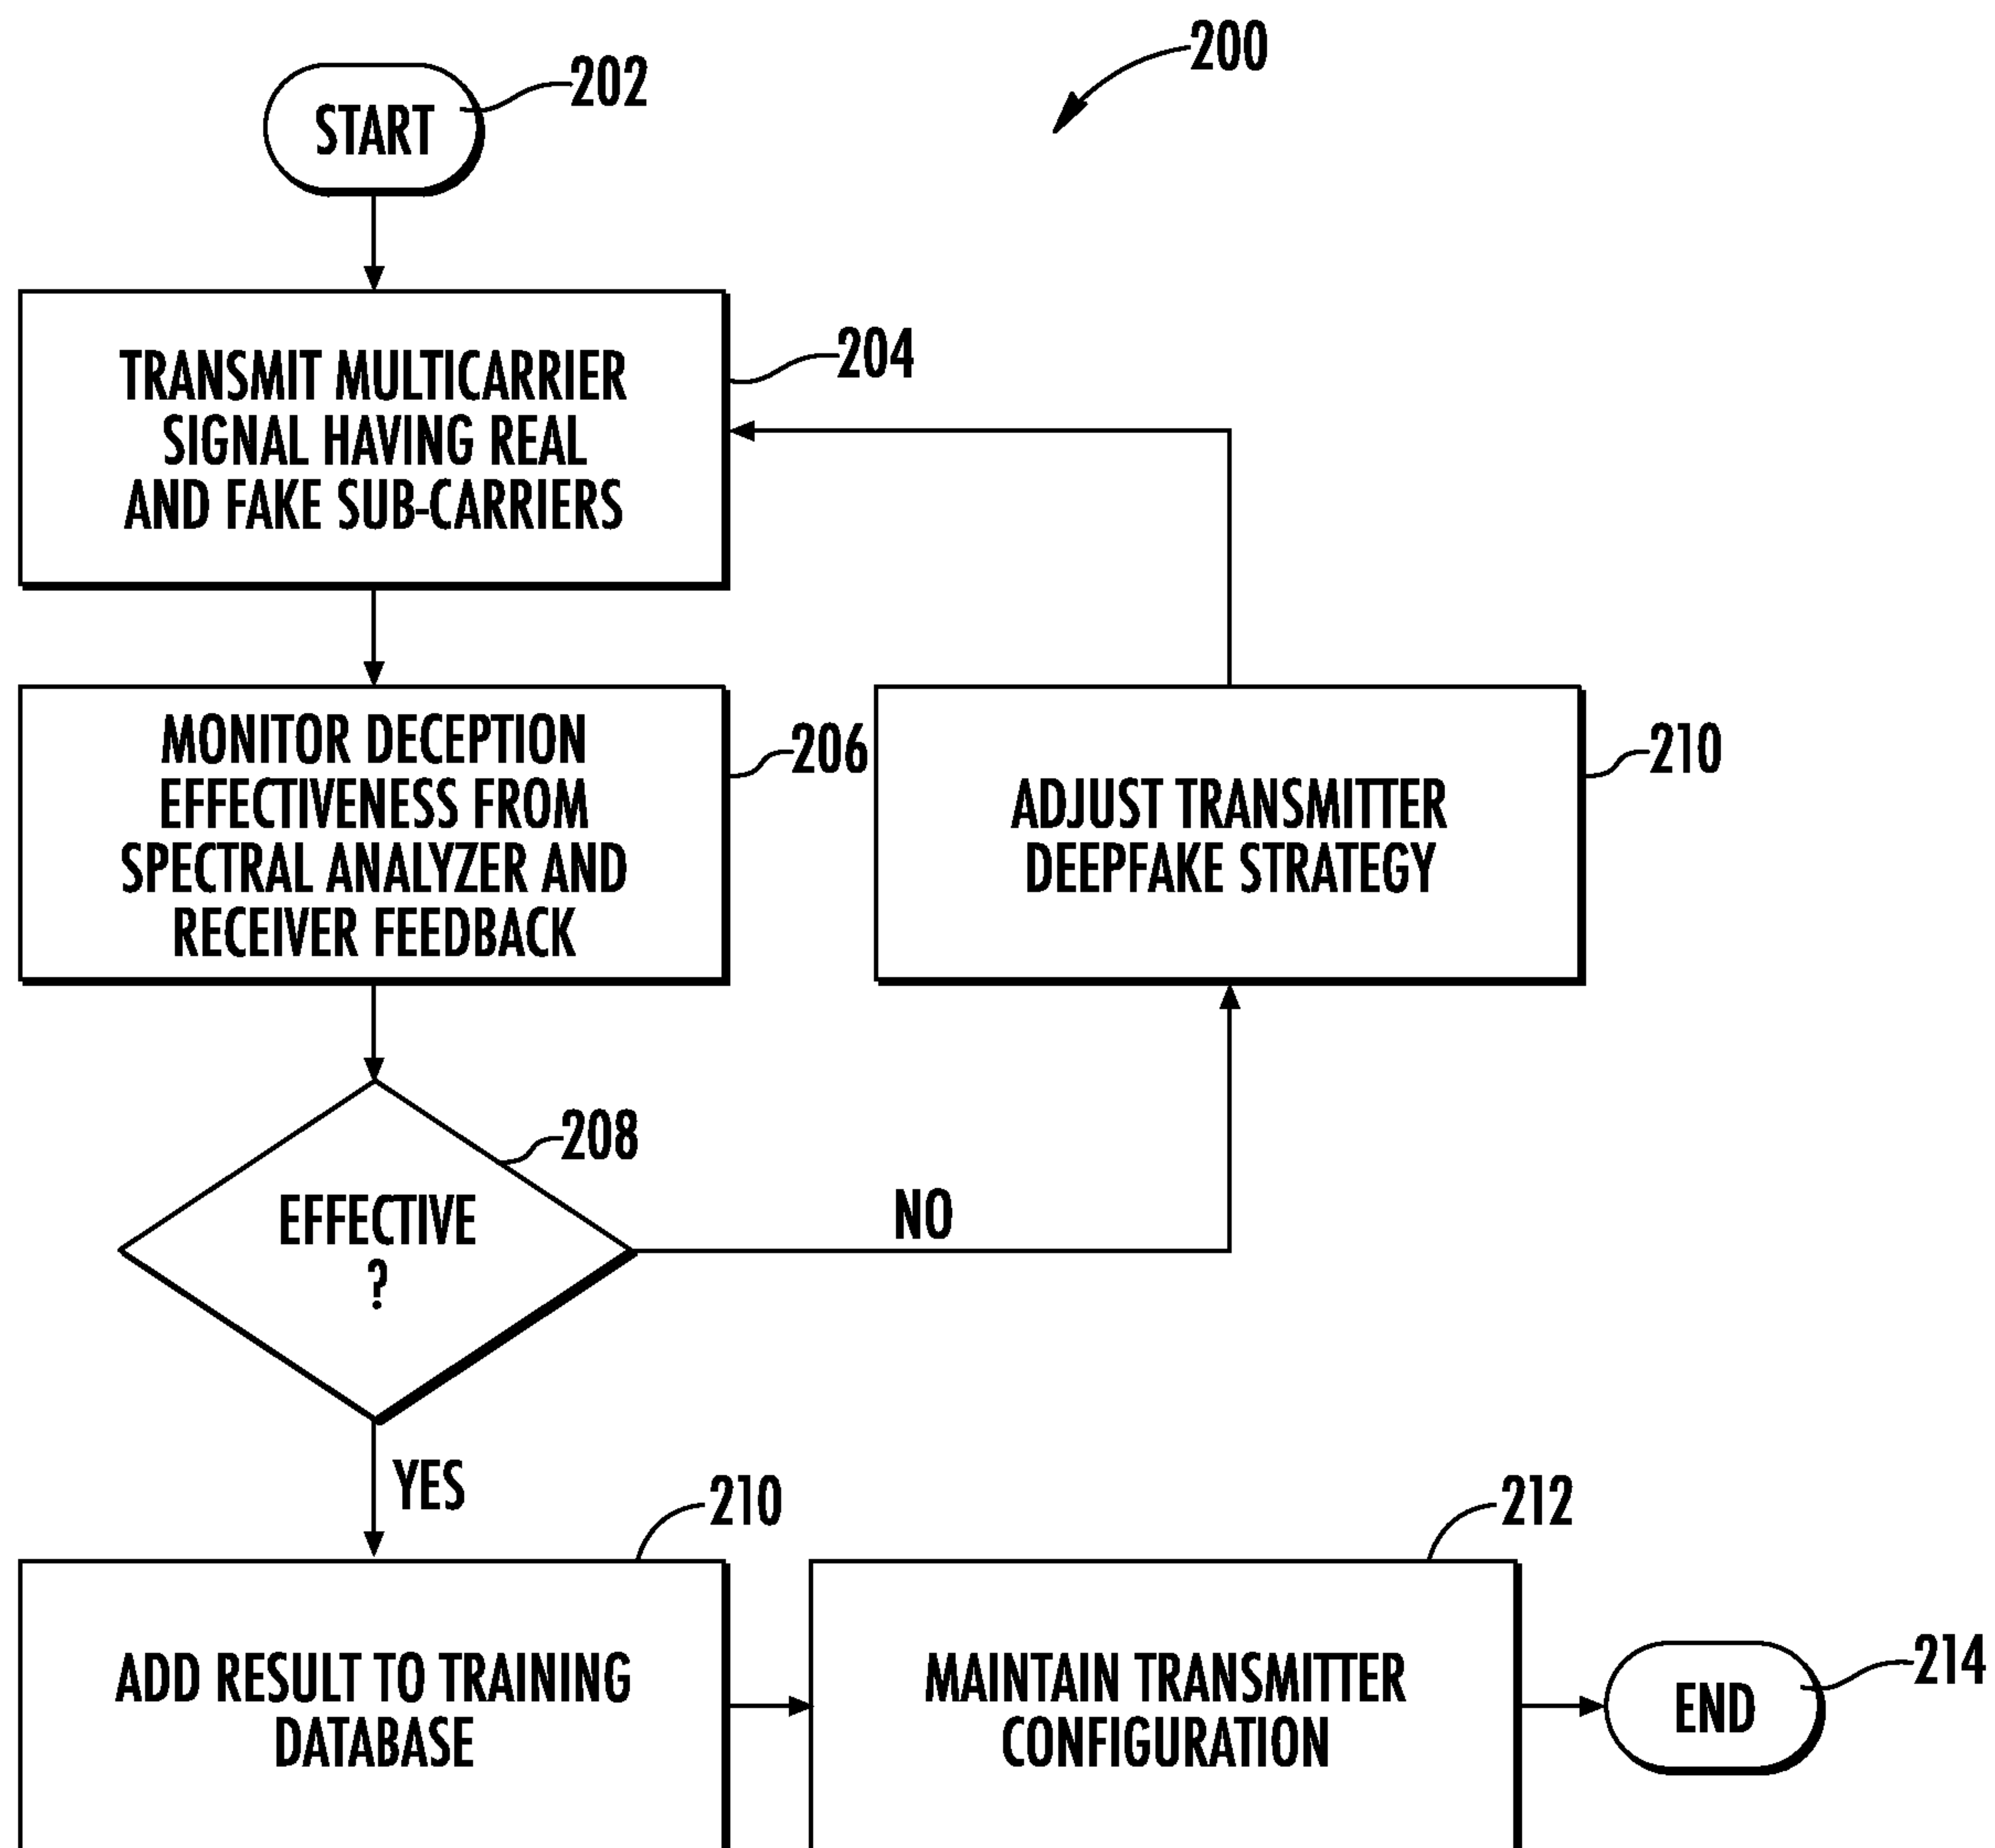 200
START
202
TRANSMIT MULTICARRIER
SIGNAL HAVING REAL
AND FAKE SUB-CARRIERS
204
MONITOR DECEPTION
EFFECTIVENESS FROM
SPECTRAL ANALYZER AND
RECEIVER FEEDBACK
206
ADJUST TRANSMITTER
DEEPFAKE STRATEGY
210
EFFECTIVE
?
208
NO
YES
ADD RESULT TO TRAINING
DATABASE
210
MAINTAIN TRANSMITTER
CONFIGURATION
212
END
214